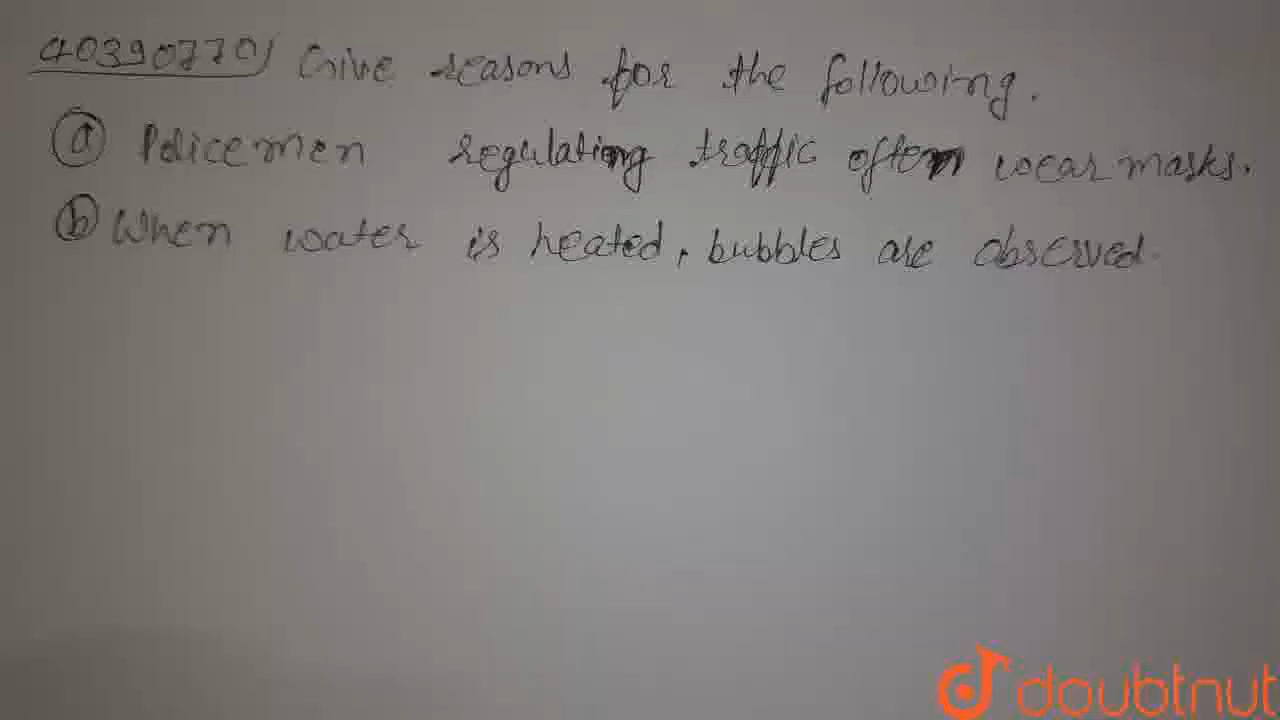 40390770) Give reasons for the following.
(a) Policemen regulating traffic often wear masks.
(b) When water is heated, bubbles are observed.
doubtnut